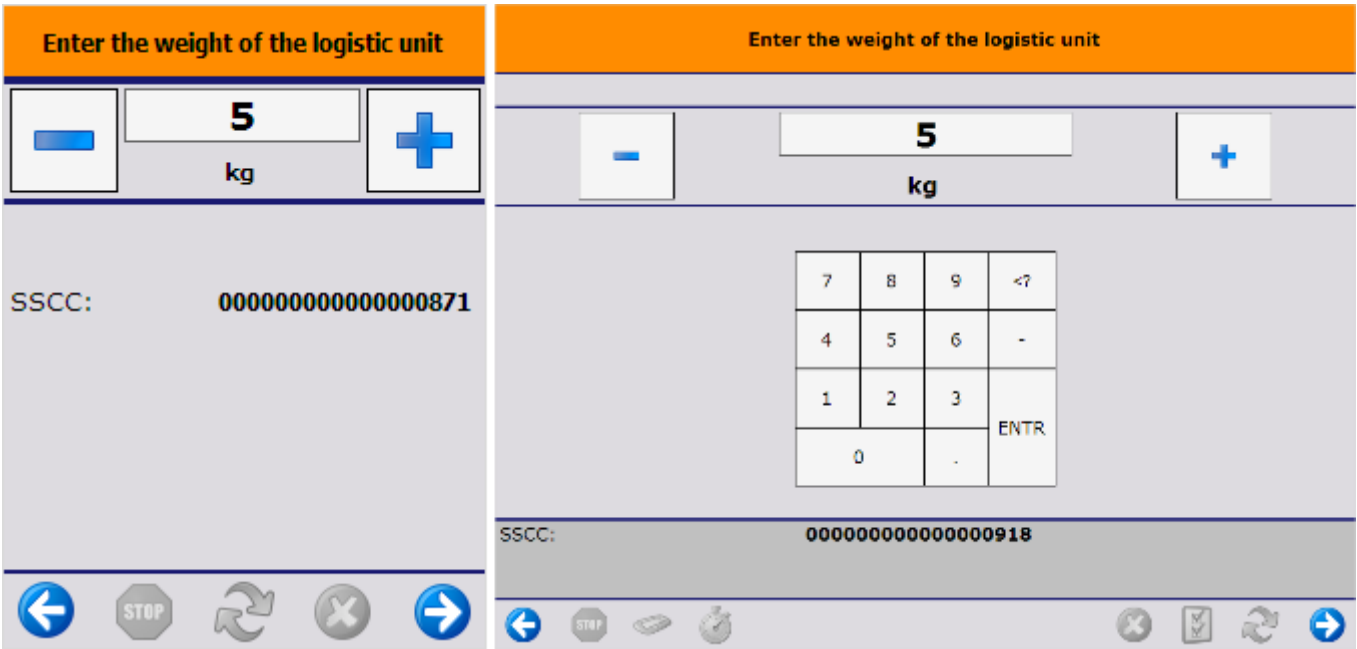 Enter the weight of the logistic unit
5
kg
SSCC: 000000000000000871
STOP
Enter the weight of the logistic unit
5
kg
7 8 9 <?
4 5 6 -
1 2 3
ENTR
0 .
SSCC: 000000000000000918
STOP